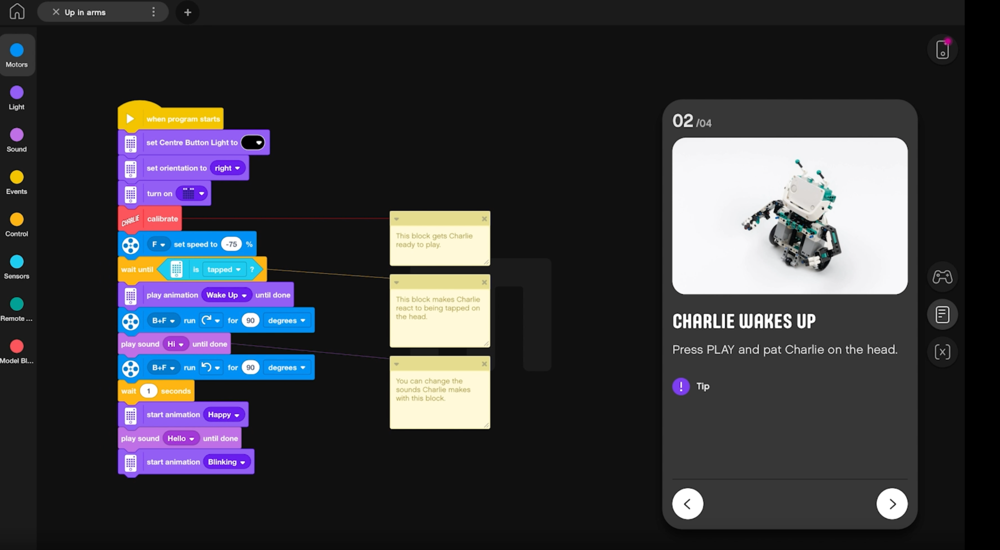 Up in arms
Motors
Light
Sound
Events
Control
Sensors
Remote ...
Model Bl...
when program starts
set Centre Button Light to
set orientation to right
turn on
CHARLIE calibrate
F set speed to -75 %
wait until is tapped ?
play animation Wake Up until done
B+F run for 90 degrees
play sound Hi until done
B+F run for 90 degrees
wait 1 seconds
start animation Happy
play sound Hello until done
start animation Blinking
This block gets Charlie
ready to play.
This block makes Charlie
react to being tapped on
the head.
You can change the
sounds Charlie makes
with this block.
02 /04
CHARLIE WAKES UP
Press PLAY and pat Charlie on the head.
! Tip